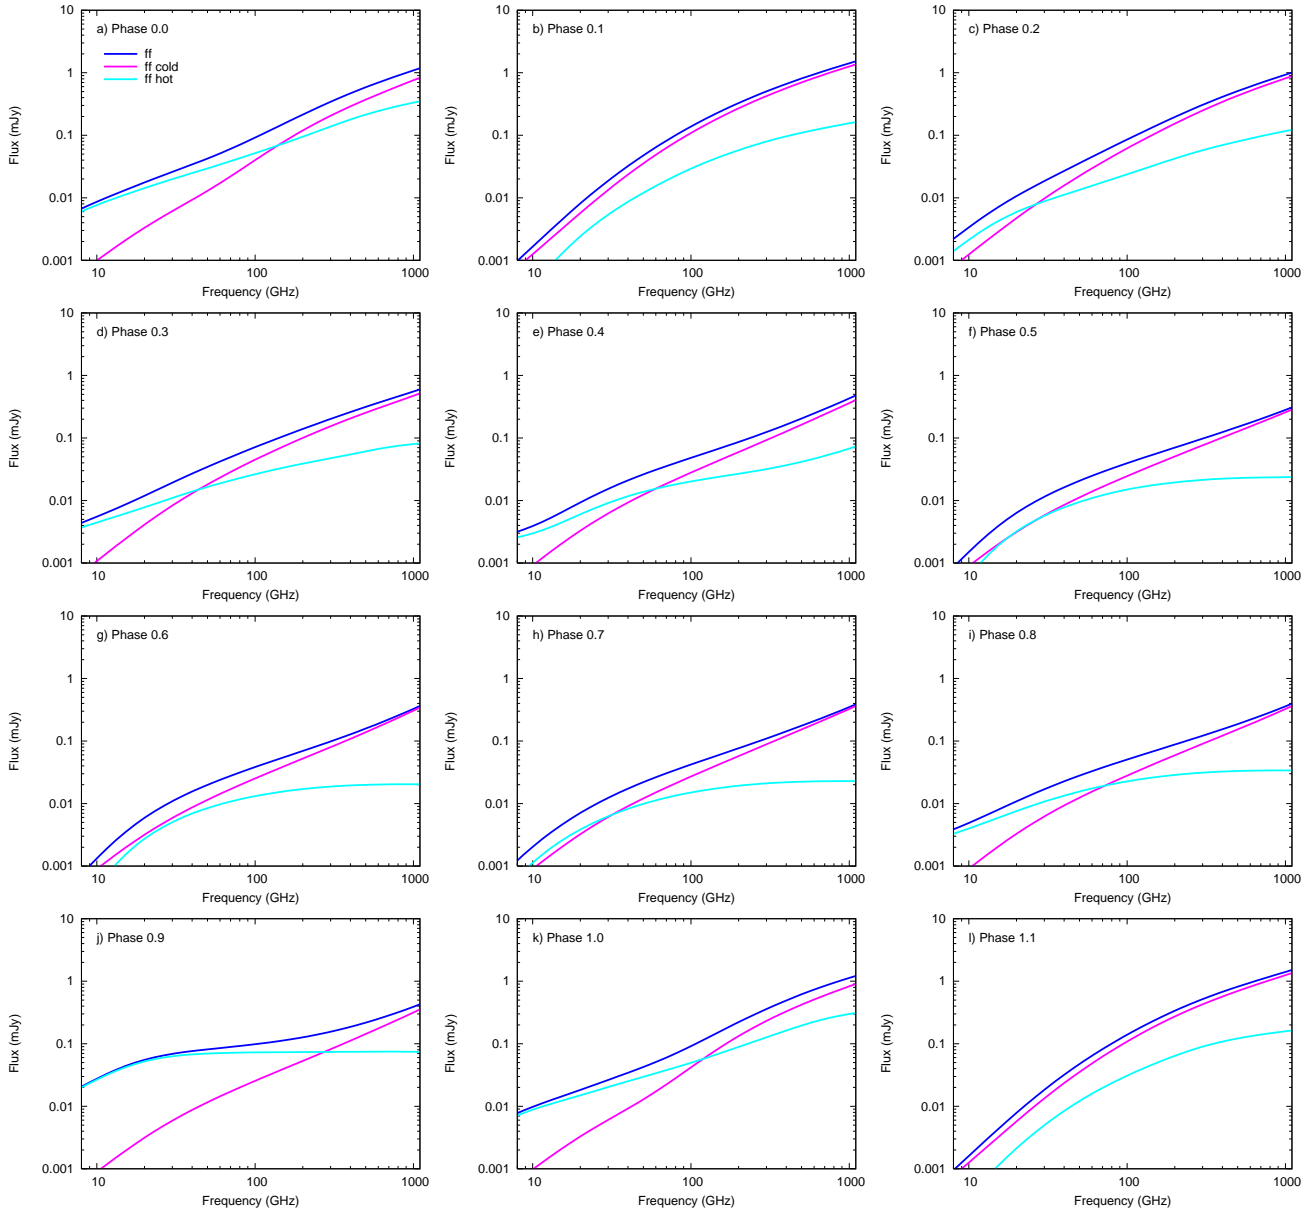 a) Phase 0.0
ff
ff cold
ff hot
10
1
0.1
0.01
0.001
Flux (mJy)
10
100
1000
Frequency (GHz)
b) Phase 0.1
10
1
0.1
0.01
0.001
Flux (mJy)
10
100
1000
Frequency (GHz)
c) Phase 0.2
10
1
0.1
0.01
0.001
Flux (mJy)
10
100
1000
Frequency (GHz)
d) Phase 0.3
10
1
0.1
0.01
0.001
Flux (mJy)
10
100
1000
Frequency (GHz)
e) Phase 0.4
10
1
0.1
0.01
0.001
Flux (mJy)
10
100
1000
Frequency (GHz)
f) Phase 0.5
10
1
0.1
0.01
0.001
Flux (mJy)
10
100
1000
Frequency (GHz)
g) Phase 0.6
10
1
0.1
0.01
0.001
Flux (mJy)
10
100
1000
Frequency (GHz)
h) Phase 0.7
10
1
0.1
0.01
0.001
Flux (mJy)
10
100
1000
Frequency (GHz)
i) Phase 0.8
10
1
0.1
0.01
0.001
Flux (mJy)
10
100
1000
Frequency (GHz)
j) Phase 0.9
10
1
0.1
0.01
0.001
Flux (mJy)
10
100
1000
Frequency (GHz)
k) Phase 1.0
10
1
0.1
0.01
0.001
Flux (mJy)
10
100
1000
Frequency (GHz)
l) Phase 1.1
10
1
0.1
0.01
0.001
Flux (mJy)
10
100
1000
Frequency (GHz)